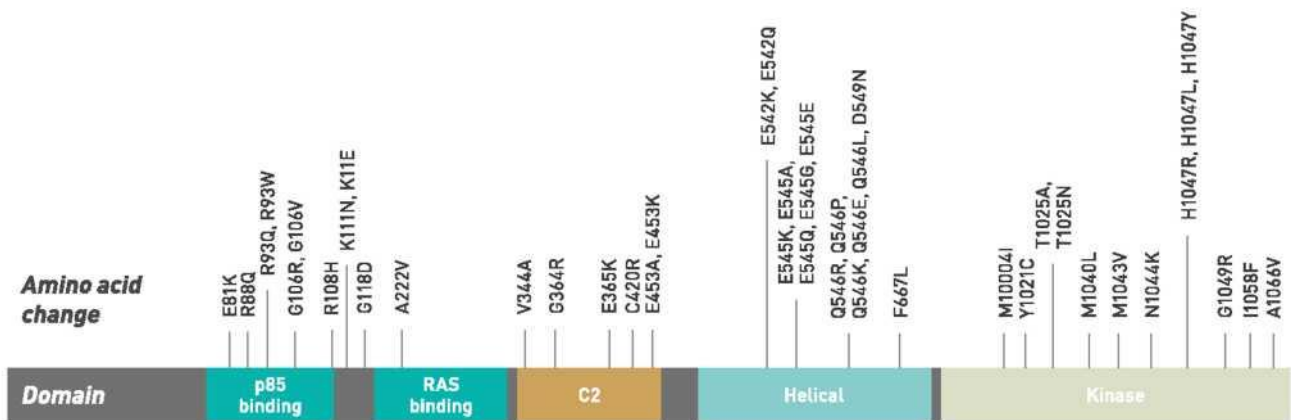 Amino acid
change
E81K
R88Q
R93Q, R93W
G106R, G106V
R108H
K111N, K11E
G118D
A222V
V344A
G364R
E365K
C420R
E453A, E453K
E542K, E542Q
E545K, E545A,
E545Q, E545G, E545E
Q546R, Q546P,
Q546K, Q546E, Q546L, D549N
F667L
M10004I
Y1021C
T1025A,
T1025N
M1040L
M1043V
N1044K
H1047R, H1047L, H1047Y
G1049R
I1058F
A1066V
Domain
p85
binding
RAS
binding
C2
Helical
Kinase